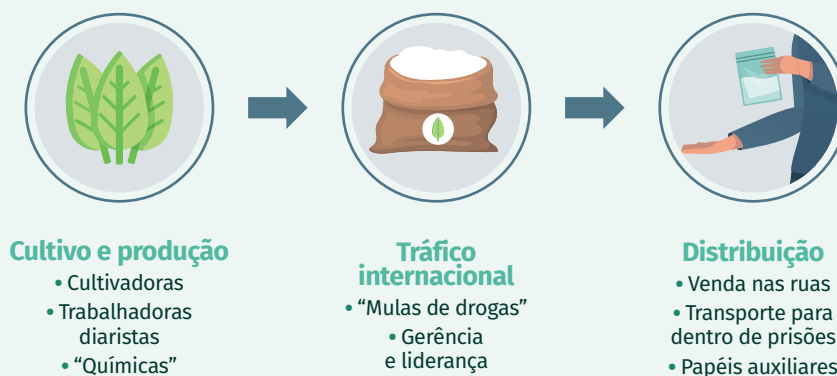 Cultivo e produção
• Cultivadoras
• Trabalhadoras
diaristas
• “Químicas”
Tráfico
internacional
• “Mulas de drogas”
• Gerência
e liderança
Distribuição
• Venda nas ruas
• Transporte para
dentro de prisões
• Papéis auxiliares